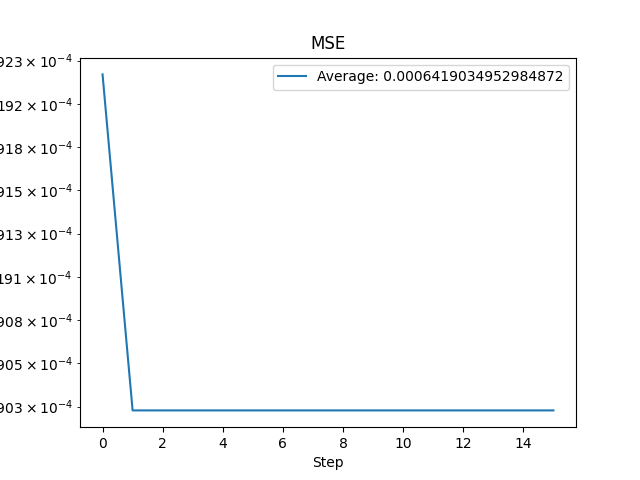 MSE
Average: 0.0006419034952984872
923 × 10⁻⁴
192 × 10⁻⁴
918 × 10⁻⁴
915 × 10⁻⁴
913 × 10⁻⁴
191 × 10⁻⁴
908 × 10⁻⁴
905 × 10⁻⁴
903 × 10⁻⁴
0 2 4 6 8 10 12 14
Step